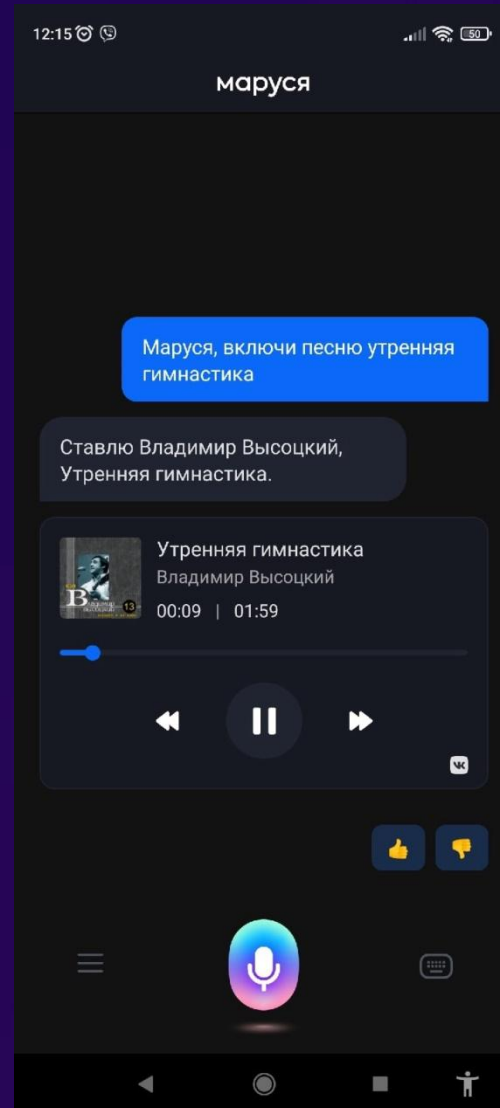 12:15
50
маруся
Маруся, включи песню утренняя
гимнастика
Ставлю Владимир Высоцкий,
Утренняя гимнастика.
Утренняя гимнастика
Владимир Высоцкий
00:09 | 01:59
13